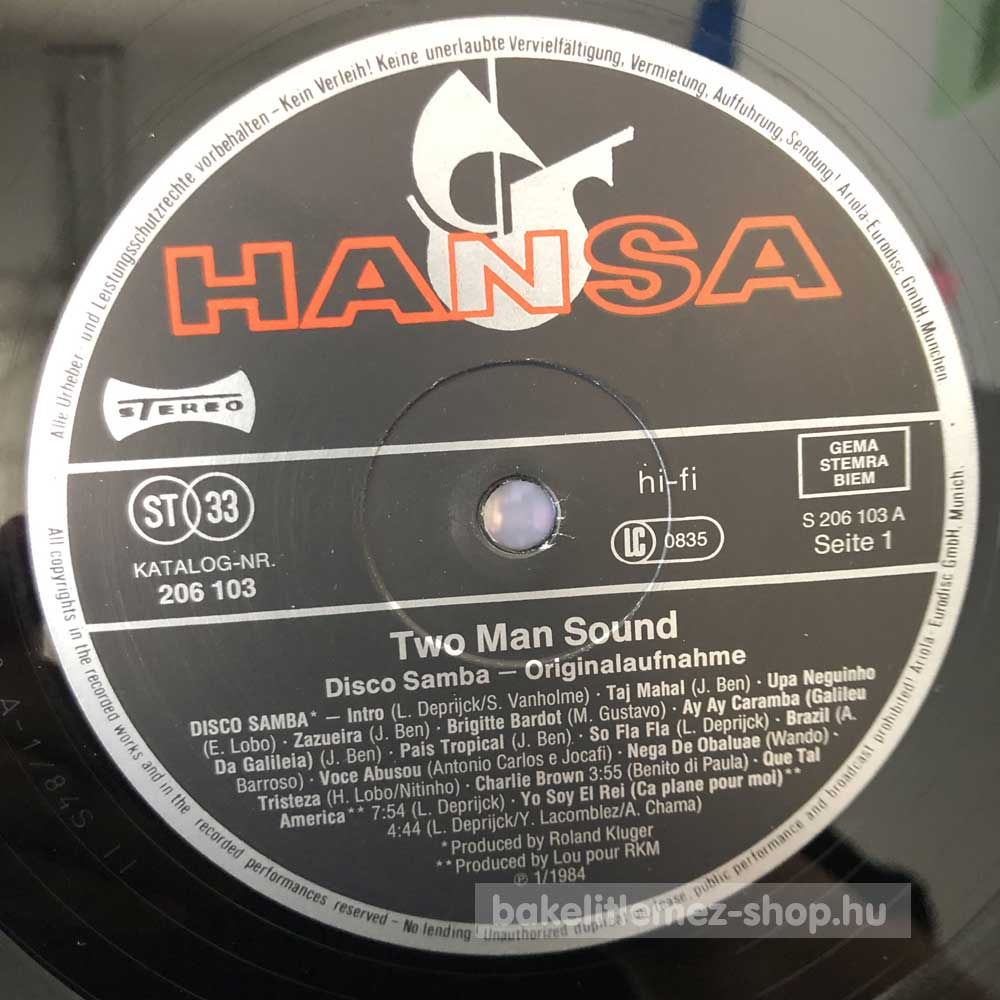 Alle Urheber- und Leistungsschutzrechte vorbehalten – Kein Verleih! Keine unerlaubte Vervielfältigung, Vermietung, Aufführung, Sendung! Ariola-Eurodisc GmbH, München.
HANSA
STEREO
ST 33
KATALOG-NR.
206 103
hi-fi
LC 0835
GEMA
STEMRA
BIEM
S 206 103 A
Seite 1
Two Man Sound
Disco Samba – Originalaufnahme
DISCO SAMBA* – Intro (L. Deprijck/S. Vanholme) · Taj Mahal (J. Ben) · Upa Neguinho
(E. Lobo) · Zazueira (J. Ben) · Brigitte Bardot (M. Gustavo) · Ay Ay Caramba (Galileu
Da Galileia) (J. Ben) · Pais Tropical (J. Ben) · So Fla Fla (L. Deprijck) · Brazil (A.
Barroso) · Voce Abusou (Antonio Carlos e Jocafi) · Nega De Obaluae (Wando) ·
Tristeza (H. Lobo/Nitinho) · Charlie Brown 3:55 (Benito di Paula) · Que Tal
America** 7:54 (L. Deprijck) · Yo Soy El Rei (Ca plane pour moi)**
4:44 (L. Deprijck/Y. Lacomblez/A. Chama)
*Produced by Roland Kluger
**Produced by Lou pour RKM
℗ 1/1984
All copyrights in the recorded works and in the recorded performances reserved – No lending! Unauthorized public performance and broadcast prohibited! Ariola-Eurodisc GmbH, Munich.
A-1/84S
bakelitlemez-shop.hu